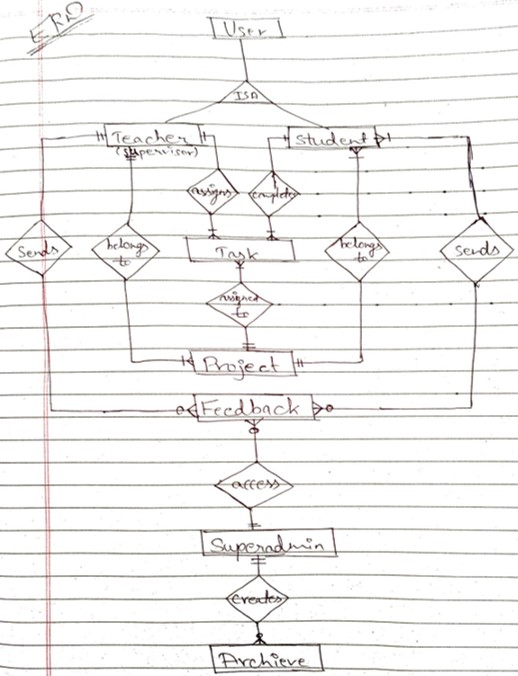 ERD
User
ISA
Teacher
(supervisor)
Student
assigns
completes
Sends
belongs
to
Task
belongs
to
Sends
assigned
to
Project
Feedback
access
Superadmin
creates
Archieve